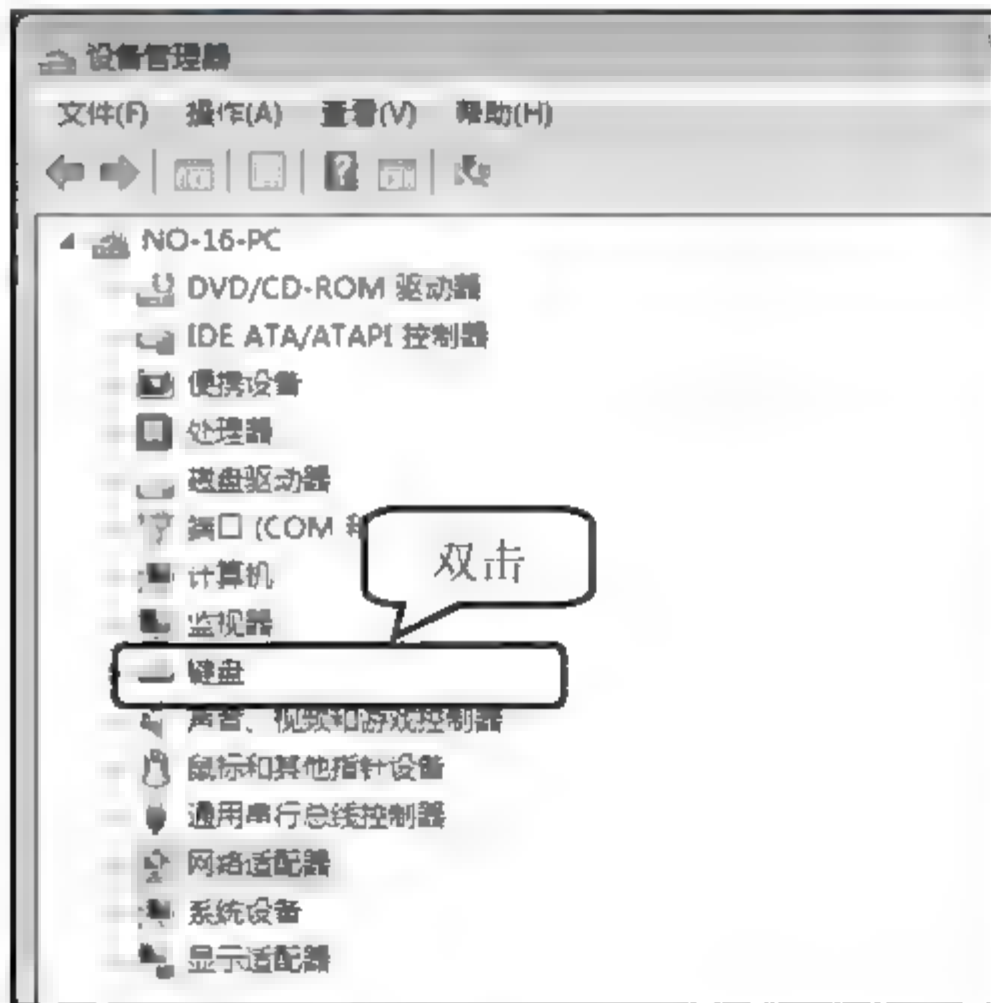 设备管理器
文件(F) 操作(A) 查看(V) 帮助(H)
NO-16-PC
DVD/CD-ROM 驱动器
IDE ATA/ATAPI 控制器
便携设备
处理器
磁盘驱动器
端口 (COM 和
双击
计算机
监视器
键盘
声音、视频和游戏控制器
鼠标和其他指针设备
通用串行总线控制器
网络适配器
系统设备
显示适配器